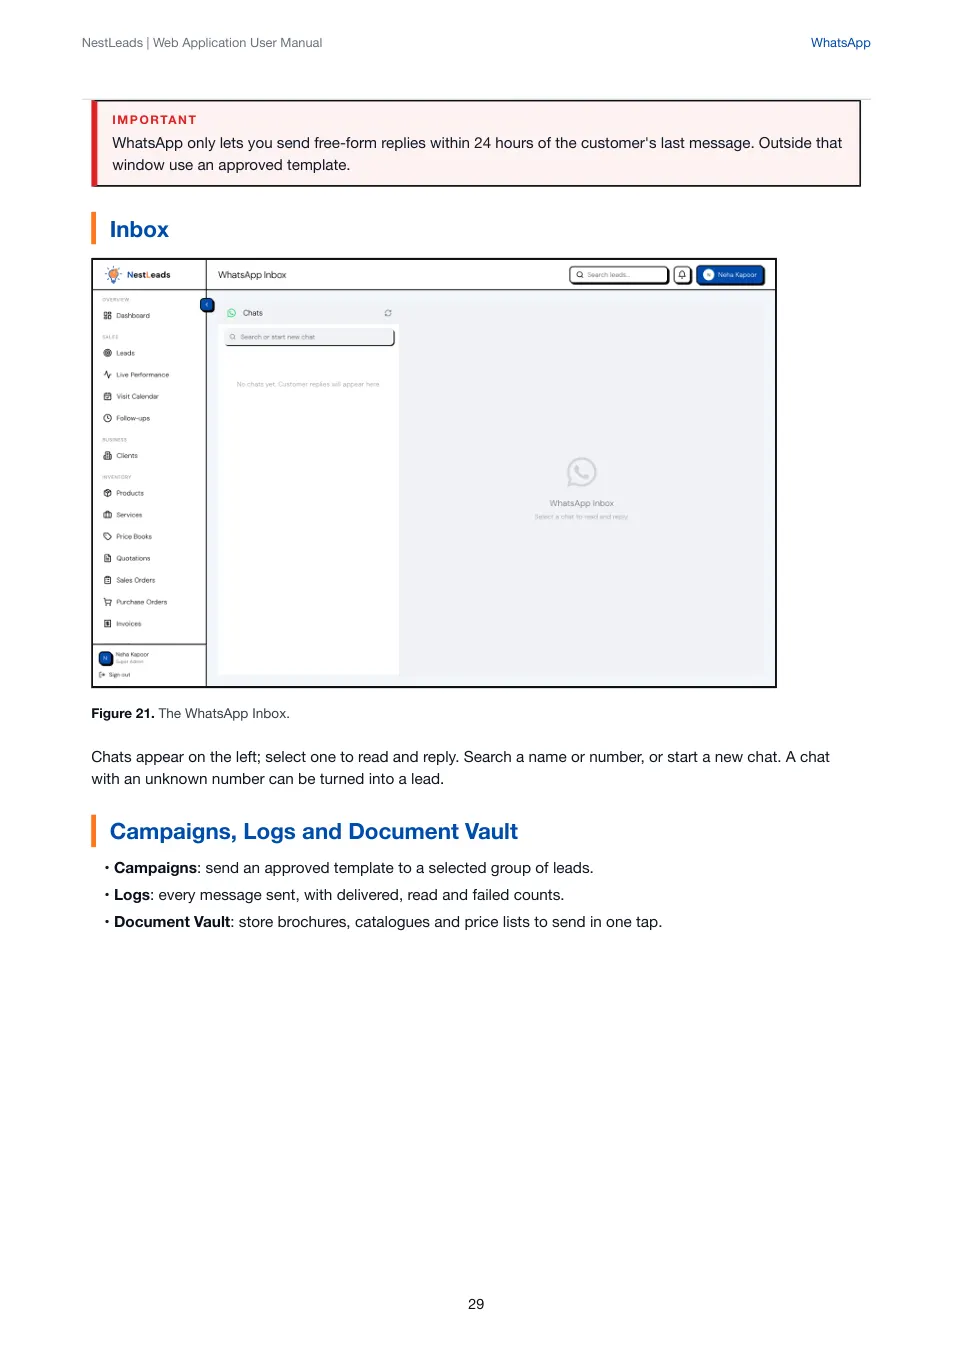 NestLeads | Web Application User Manual
WhatsApp
IMPORTANT
WhatsApp only lets you send free-form replies within 24 hours of the customer's last message. Outside that
window use an approved template.
Inbox
NestLeads
WhatsApp Inbox
Search leads...
N
Neha Kapoor
OVERVIEW
Dashboard
SALES
Leads
Live Performance
Visit Calendar
Follow-ups
BUSINESS
Clients
INVENTORY
Products
Services
Price Books
Quotations
Sales Orders
Purchase Orders
Invoices
N
Neha Kapoor
Super Admin
Sign out
Chats
Search or start new chat
No chats yet. Customer replies will appear here
WhatsApp Inbox
Select a chat to read and reply
Figure 21. The WhatsApp Inbox.
Chats appear on the left; select one to read and reply. Search a name or number, or start a new chat. A chat
with an unknown number can be turned into a lead.
Campaigns, Logs and Document Vault
• Campaigns: send an approved template to a selected group of leads.
• Logs: every message sent, with delivered, read and failed counts.
• Document Vault: store brochures, catalogues and price lists to send in one tap.
29